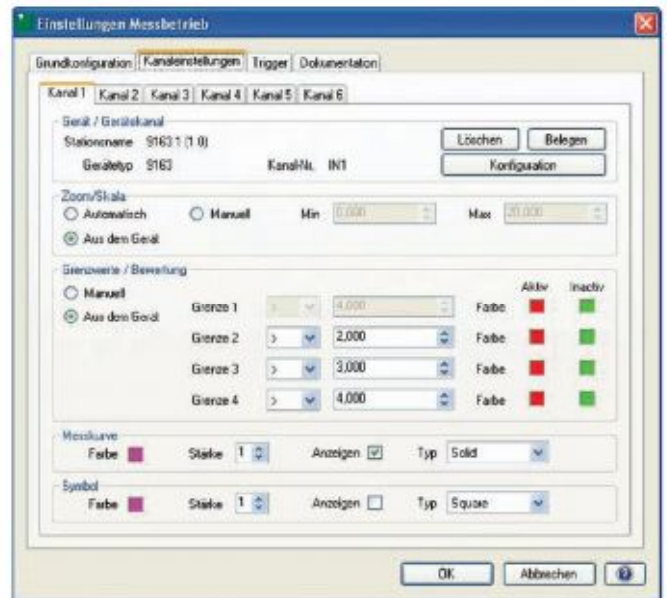 Einstellungen Messbetrieb
Grundkonfiguration Kanaleinstellungen Trigger Dokumentation
Kanal 1 Kanal 2 Kanal 3 Kanal 4 Kanal 5 Kanal 6
Gerät / Gerätekanal
Stationsname 9163 1 (1.0) Löschen Belegen
Gerätetyp 9163 Kanal-Nr. IN1 Konfiguration
Zoom/Skala
Automatisch Manuell Min 0,000 Max 20,000
Aus dem Gerät
Grenzwerte / Bewertung
Aktiv Inactiv
Manuell
Aus dem Gerät
Grenze 1 > 4,000 Farbe
Grenze 2 > 2,000 Farbe
Grenze 3 > 3,000 Farbe
Grenze 4 > 4,000 Farbe
Messkurve
Farbe Stärke 1 Anzeigen Typ Solid
Symbol
Farbe Stärke 1 Anzeigen Typ Square
OK Abbrechen ?